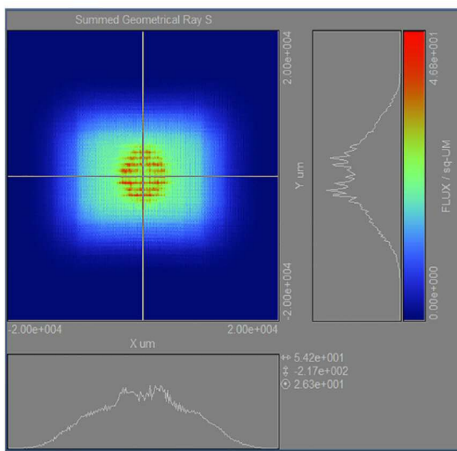 Summed Geometrical Ray S
2.00e+004
-2.00e+004
Y um
4.68e+001
0.00e+000
FLUX / sq-UM
-2.00e+004
2.00e+004
X um
5.42e+001
-2.17e+002
2.63e+001